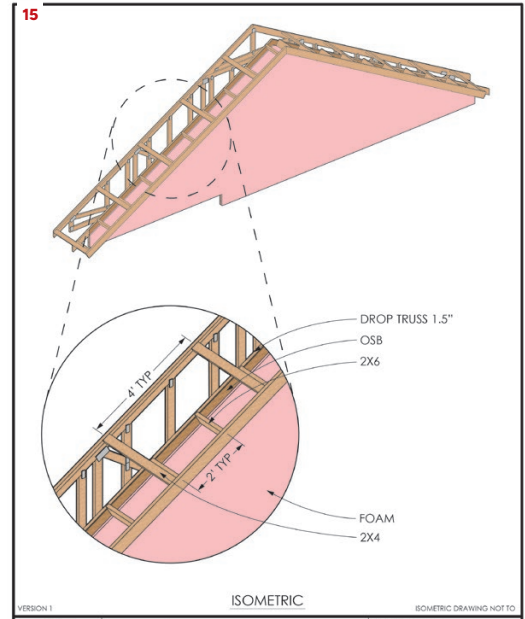 15
DROP TRUSS 1.5"
OSB
2X6
4' TYP
2' TYP
FOAM
2X4
ISOMETRIC
VERSION 1
ISOMETRIC DRAWING NOT TO